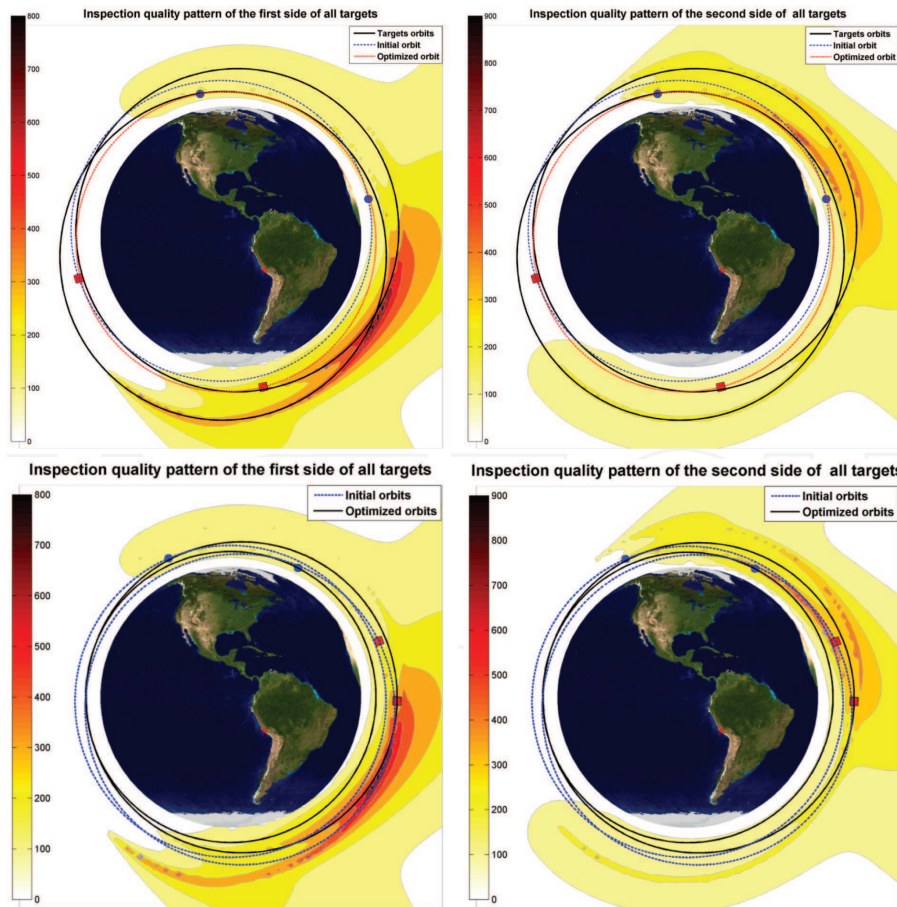 Inspection quality pattern of the first side of all targets
800
700
600
500
400
300
200
100
0
Targets orbits
Initial orbit
Optimized orbit
Inspection quality pattern of the second side of all targets
900
800
700
600
500
400
300
200
100
0
Targets orbits
Initial orbit
Optimized orbit
Inspection quality pattern of the first side of all targets
800
700
600
500
400
300
200
100
0
Initial orbits
Optimized orbits
Inspection quality pattern of the second side of all targets
900
800
700
600
500
400
300
200
100
0
Initial orbits
Optimized orbits